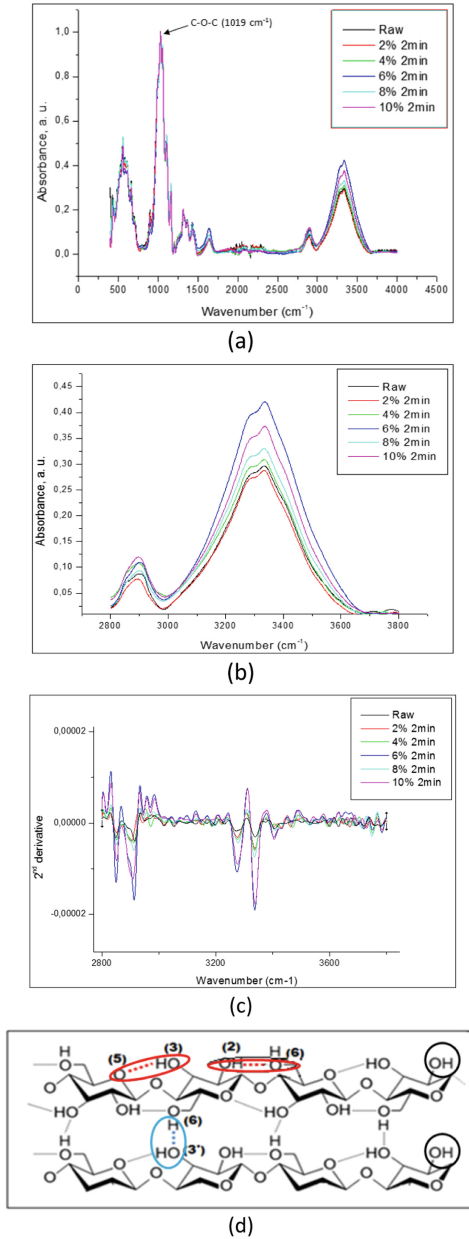 C-O-C (1019 cm⁻¹)
Raw
2% 2min
4% 2min
6% 2min
8% 2min
10% 2min
1,0
0,8
0,6
0,4
0,2
0,0
Absorbance, a. u.
0 500 1000 1500 2000 2500 3000 3500 4000 4500
Wavenumber (cm⁻¹)
(a)
Raw
2% 2min
4% 2min
6% 2min
8% 2min
10% 2min
0,45
0,40
0,35
0,30
0,25
0,20
0,15
0,10
0,05
Absorbance, a. u.
2800 3000 3200 3400 3600 3800
Wavenumber (cm⁻¹)
(b)
Raw
2% 2min
4% 2min
6% 2min
8% 2min
10% 2min
0,00002
0,00000
-0,00002
2ⁿᵈ derivative
2800 3200 3600
Wavenumber (cm-1)
(c)
H (3) (2) H
O (5) HO OH HO (6) HO OH
O O O O O O O O
HO OH O (6) HO OH O
H H H
O HO (3') OH O HO OH
O O O O O O O O
(d)